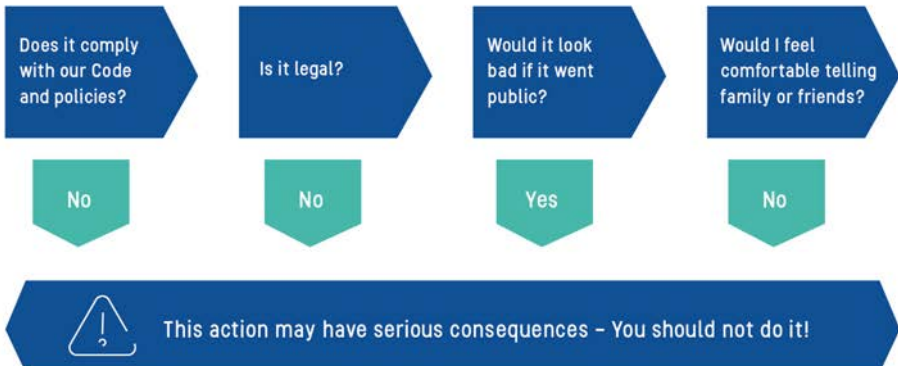 Does it comply
with our Code
and policies?
Is it legal?
Would it look
bad if it went
public?
Would I feel
comfortable telling
family or friends?
No
No
Yes
No
This action may have serious consequences – You should not do it!